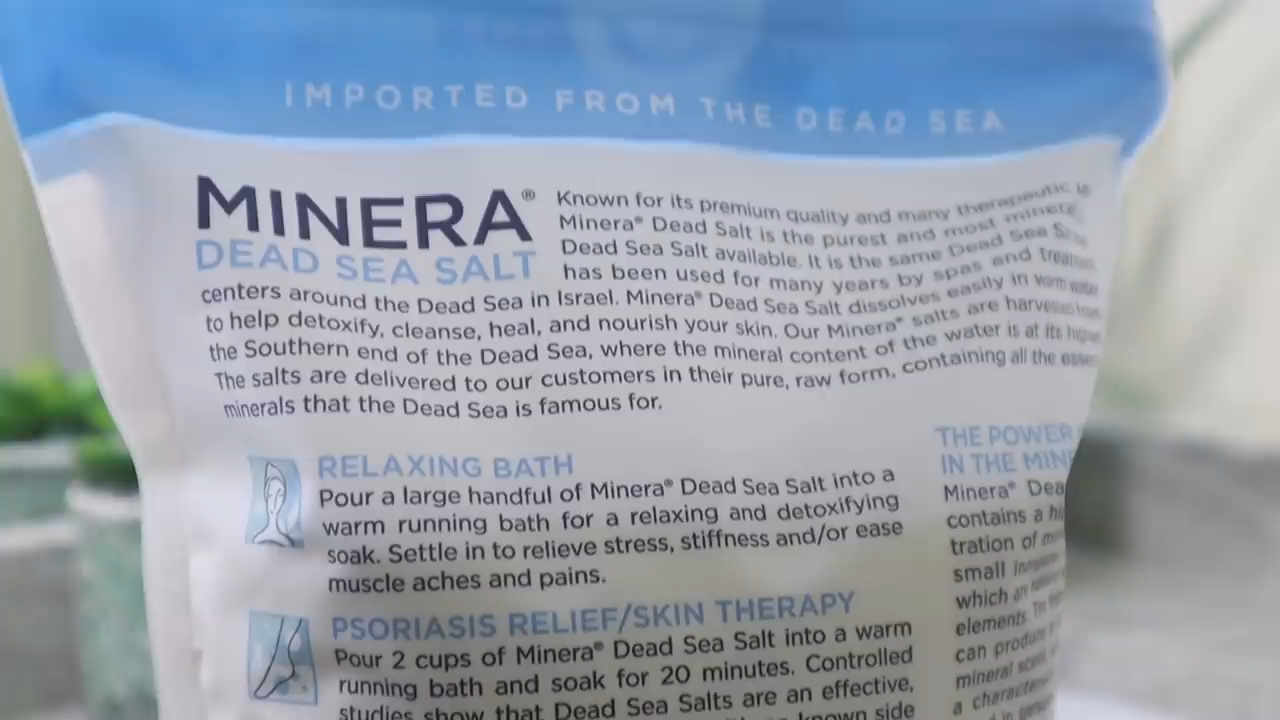 IMPORTED FROM THE DEAD SEA
MINERA®
DEAD SEA SALT
Known for its premium quality and many therapeutic
Minera® Dead Salt is the purest and most
Dead Sea Salt available. It is the same Dead Sea
has been used for many years by spas and
centers around the Dead Sea in Israel. Minera® Dead Sea Salt dissolves easily in warm water
to help detoxify, cleanse, heal, and nourish your skin. Our Minera® salts are harvested from
the Southern end of the Dead Sea, where the mineral content of the water is at its
The salts are delivered to our customers in their pure, raw form, containing all the
minerals that the Dead Sea is famous for.
RELAXING BATH
Pour a large handful of Minera® Dead Sea Salt into a
warm running bath for a relaxing and detoxifying
soak. Settle in to relieve stress, stiffness and/or ease
muscle aches and pains.
PSORIASIS RELIEF/SKIN THERAPY
Pour 2 cups of Minera® Dead Sea Salt into a warm
running bath and soak for 20 minutes. Controlled
studies show that Dead Sea Salts are an effective,
known side
THE POWER
IN THE
Minera®
contains a
tration of
small
which
elements.
can produce
mineral
a